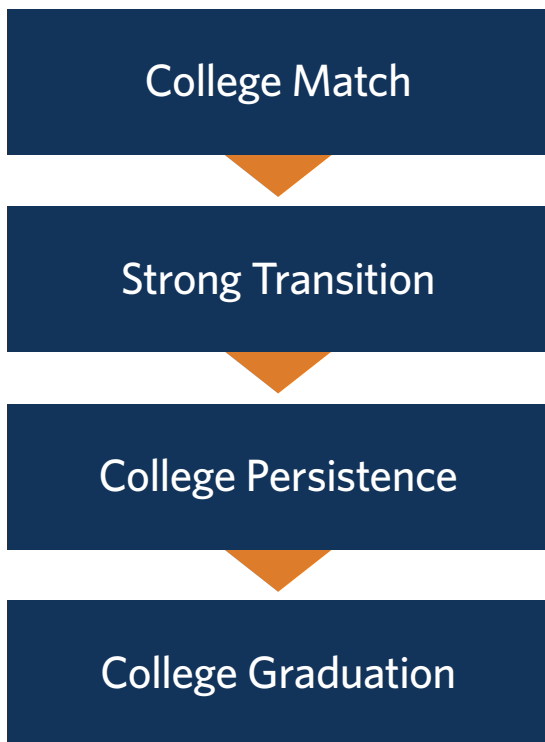 College Match
Strong Transition
College Persistence
College Graduation